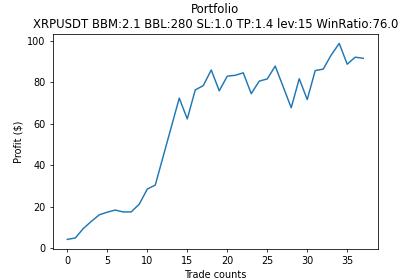 Portfolio
XRPUSDT BBM:2.1 BBL:280 SL:1.0 TP:1.4 lev:15 WinRatio:76.0
100
80
60
40
20
0
Profit ($)
0 5 10 15 20 25 30 35
Trade counts